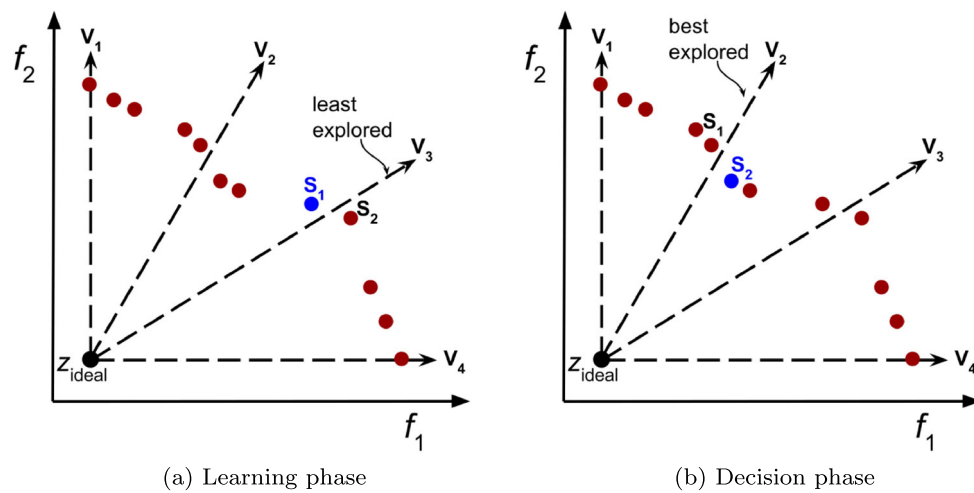 f2
V1
V2
least
explored
V3
S1
S2
zideal
V4
f1
(a) Learning phase
f2
V1
best
explored
V2
S1
V3
S2
zideal
V4
f1
(b) Decision phase